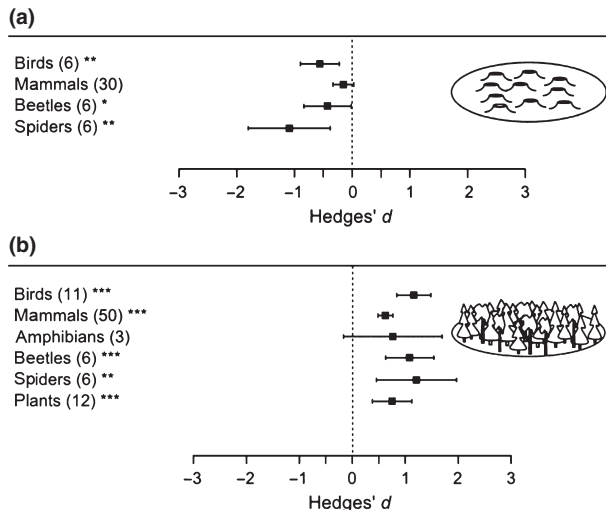 (a)
Birds (6) **
Mammals (30)
Beetles (6) *
Spiders (6) **
−3 −2 −1 0 1 2 3
Hedges' d
(b)
Birds (11) ***
Mammals (50) ***
Amphibians (3)
Beetles (6) ***
Spiders (6) **
Plants (12) ***
−3 −2 −1 0 1 2 3
Hedges' d